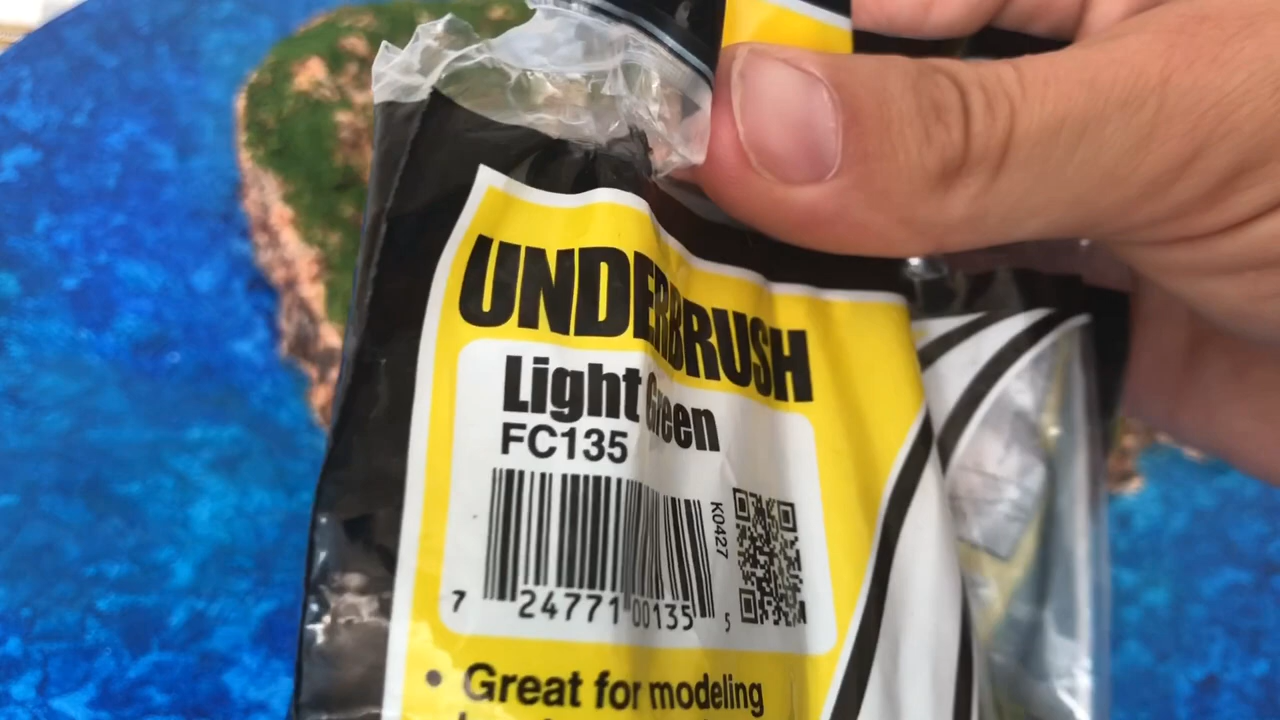 UNDERBRUSH
Light Green
FC135
K0427
7 24771 00135 5
• Great for modeling